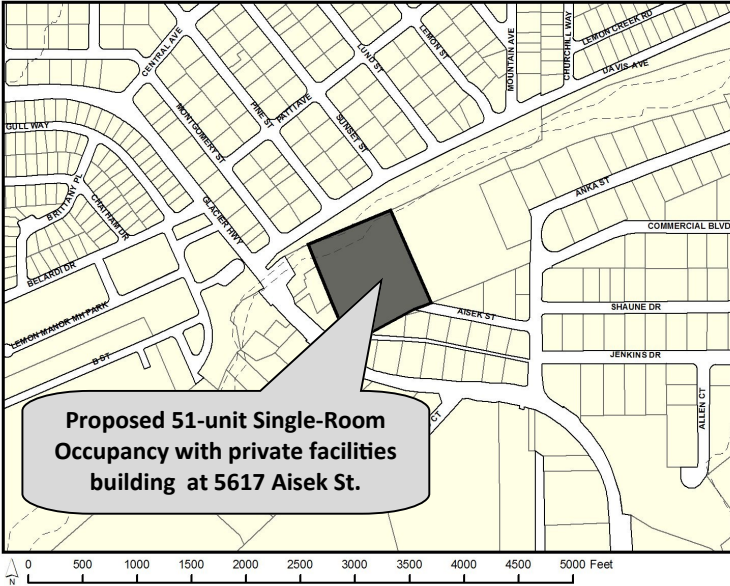 LEMON CREEK RD
CHURCHILL WAY
MOUNTAIN AVE
LEMON ST
LUND ST
CENTRAL AVE
DAVIS AVE
PATTI AVE
PINE ST
SUNSET ST
MONTGOMERY ST
GULL WAY
BRITTANY PL
CHATHAM DR
GLACIER HWY
ANKA ST
COMMERCIAL BLVD
BELARDI DR
LEMON MANOR MH PARK
AISEK ST
SHAUNE DR
B ST
JENKINS DR
ALLEN CT
CT
Proposed 51-unit Single-Room
Occupancy with private facilities
building at 5617 Aisek St.
N
0 500 1000 1500 2000 2500 3000 3500 4000 4500 5000 Feet